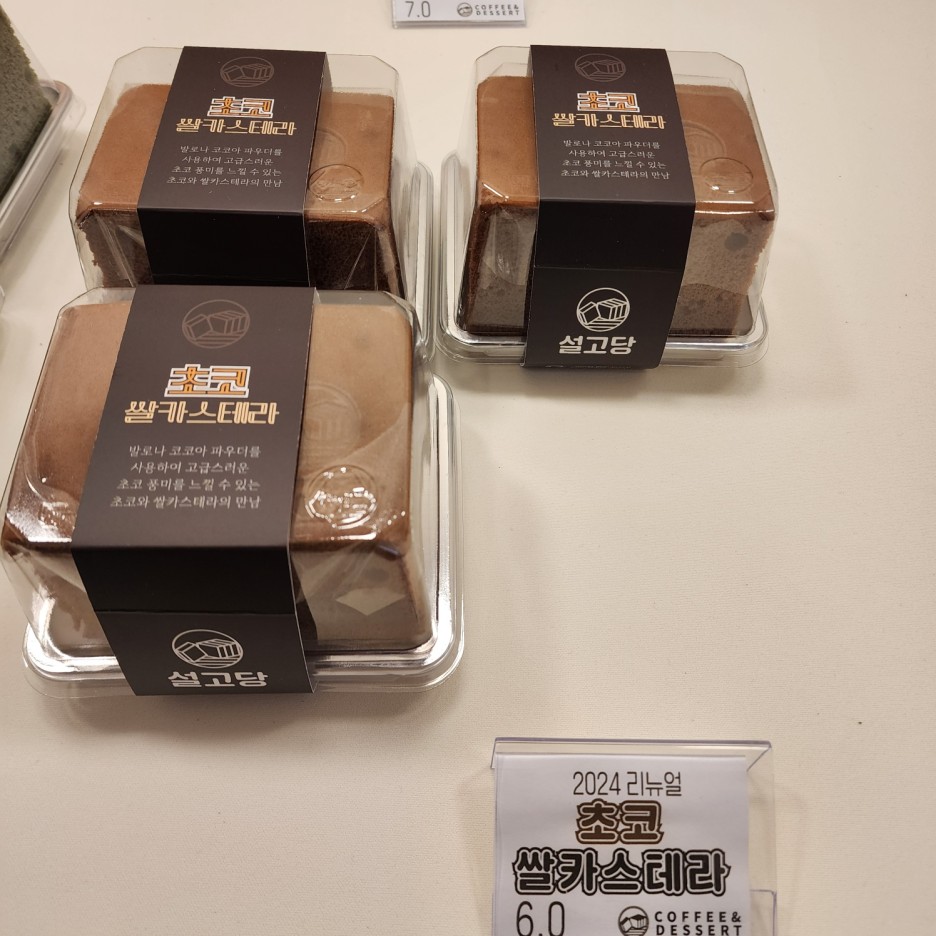 7.0 COFFEE&
DESSERT
초코
쌀카스테라
발로나 코코아 파우더를
사용하여 고급스러운
초코 풍미를 느낄 수 있는
초코와 쌀카스테라의 만남
초코
쌀카스테라
발로나 코코아 파우더를
사용하여 고급스러운
초코 풍미를 느낄 수 있는
초코와 쌀카스테라의 만남
설고당
초코
쌀카스테라
발로나 코코아 파우더를
사용하여 고급스러운
초코 풍미를 느낄 수 있는
초코와 쌀카스테라의 만남
설고당
2024 리뉴얼
초코
쌀카스테라
6.0 COFFEE&
DESSERT